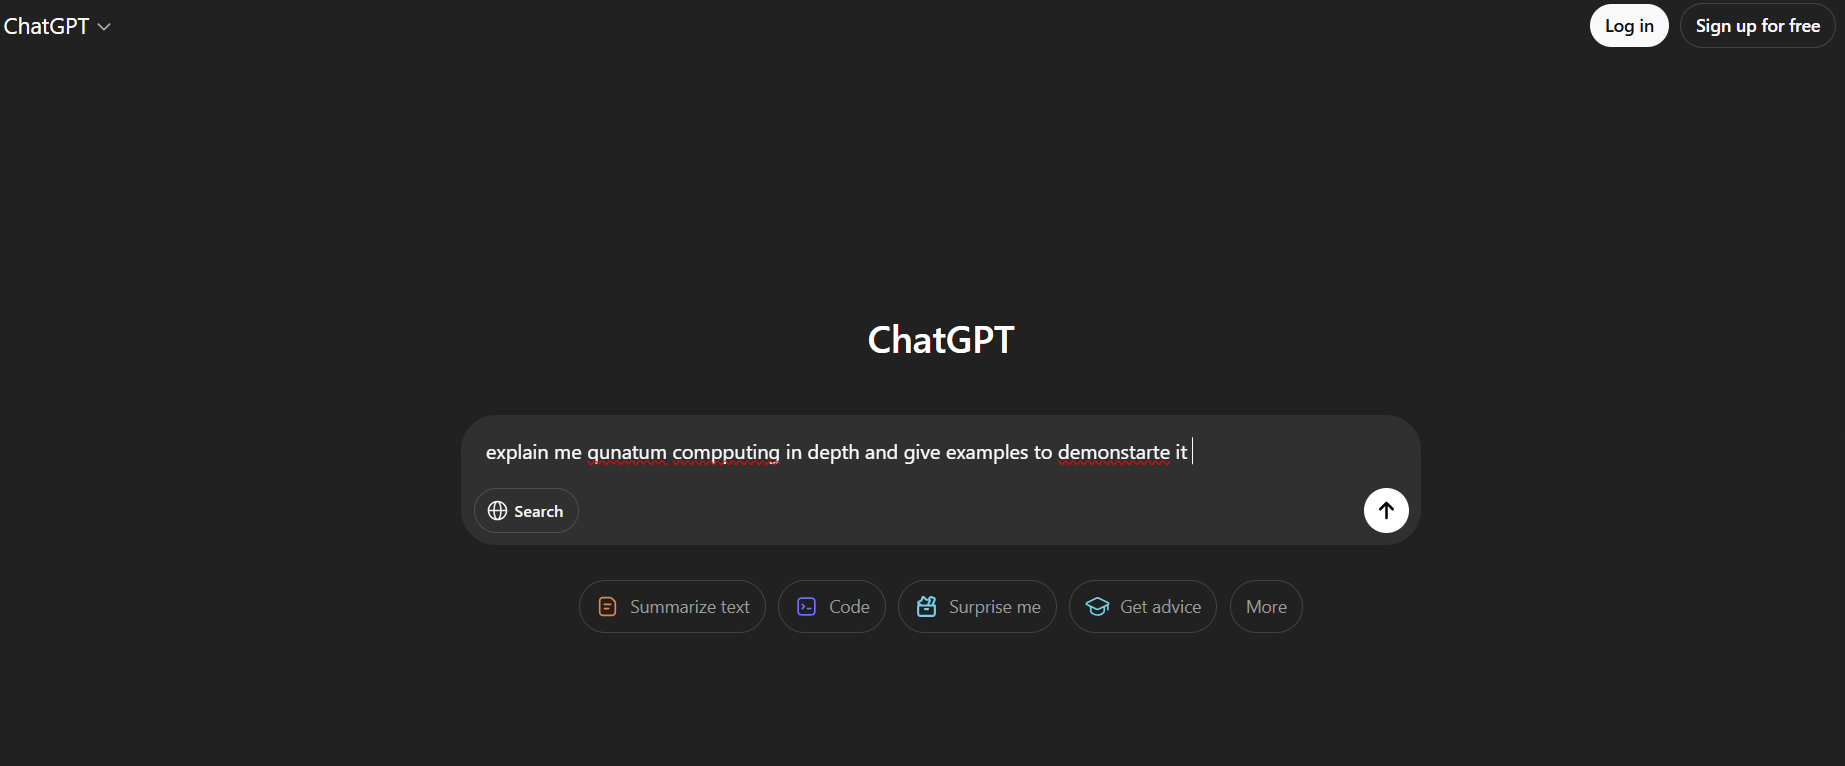 ChatGPT
Log in
Sign up for free
ChatGPT
explain me qunatum compputing in depth and give examples to demonstarte it
Search
Summarize text
Code
Surprise me
Get advice
More